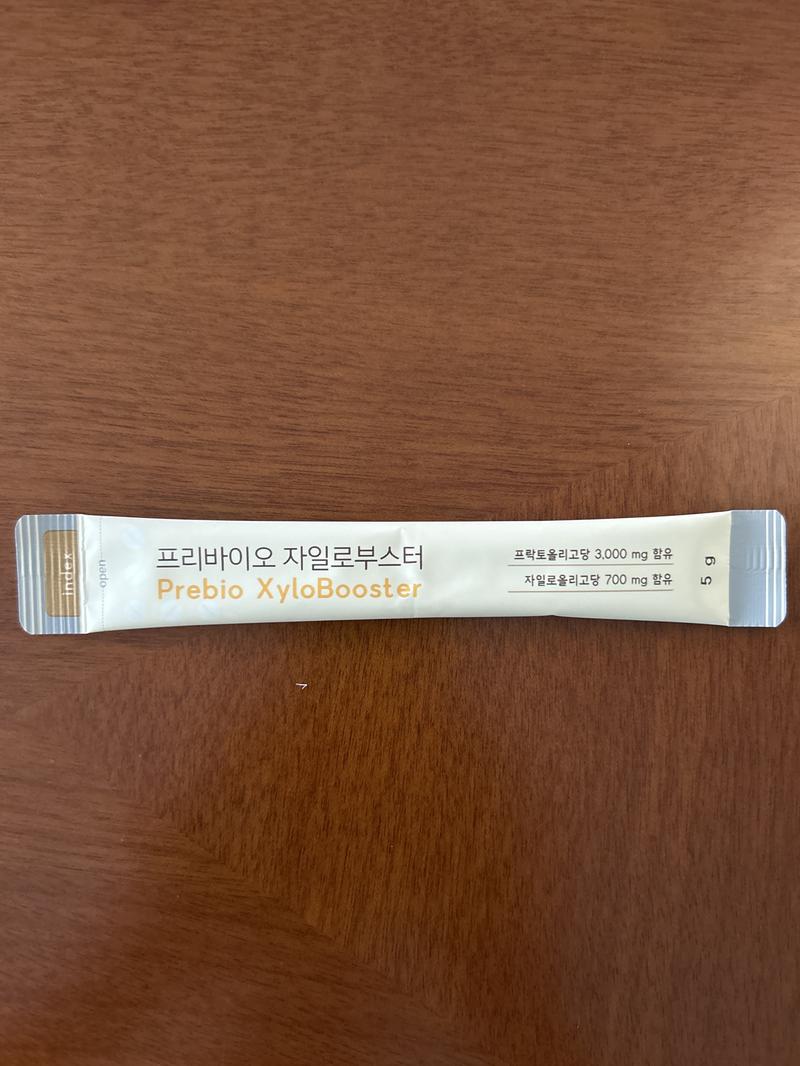 index
open
프리바이오 자일로부스터
Prebio XyloBooster
프락토올리고당 3,000 mg 함유
자일로올리고당 700 mg 함유
5 g